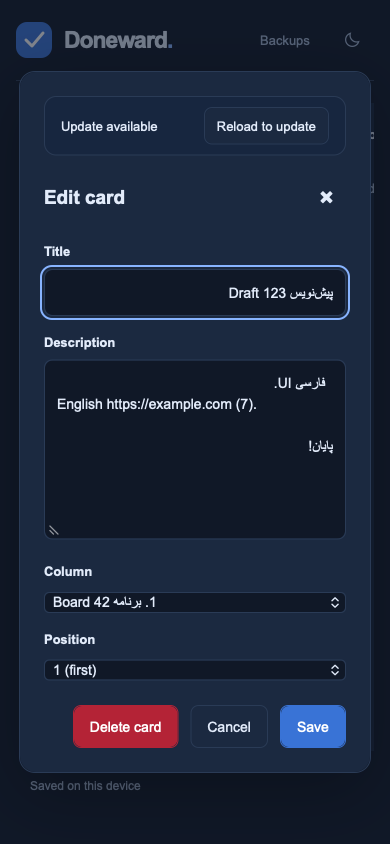 Doneward.
Backups
Update available
Reload to update
Edit card
Title
پیش‌نویس Draft 123
Description
فارسی UI.
English https://example.com (7).
پایان!
Column
1. برنامه Board 42
Position
1 (first)
Delete card
Cancel
Save
Saved on this device